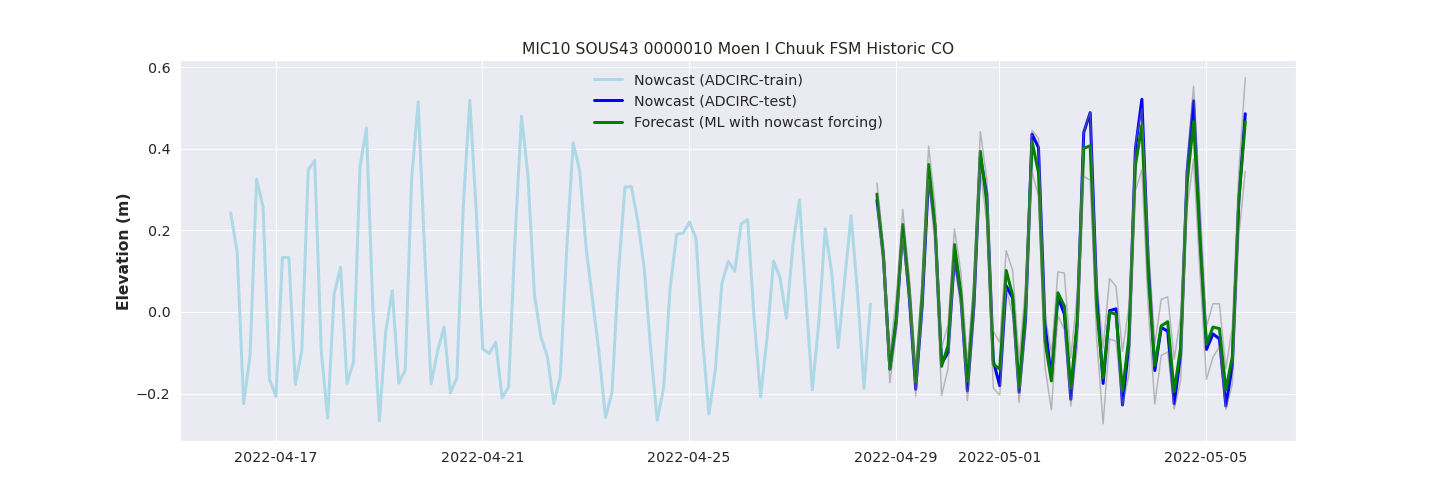 MIC10 SOUS43 0000010 Moen I Chuuk FSM Historic CO
Nowcast (ADCIRC-train)
Nowcast (ADCIRC-test)
Forecast (ML with nowcast forcing)
Elevation (m)
0.6
0.4
0.2
0.0
−0.2
2022-04-17 2022-04-21 2022-04-25 2022-04-29 2022-05-01 2022-05-05